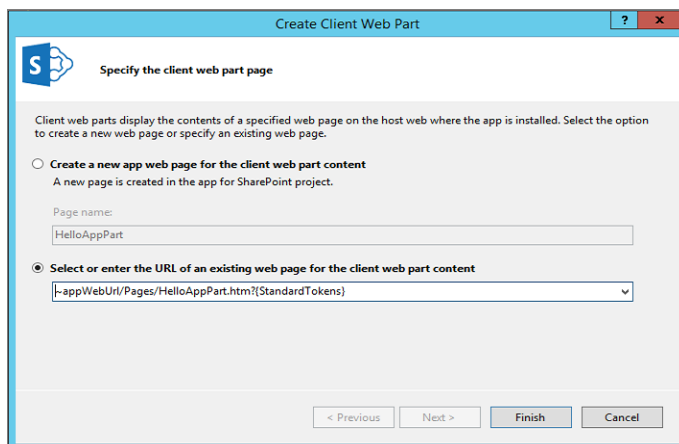 Create Client Web Part
? x
S
Specify the client web part page
Client web parts display the contents of a specified web page on the host web where the app is installed. Select the option
to create a new web page or specify an existing web page.
Create a new app web page for the client web part content
A new page is created in the app for SharePoint project.
Page name:
HelloAppPart
Select or enter the URL of an existing web page for the client web part content
~appWebUrl/Pages/HelloAppPart.htm?{StandardTokens}
< Previous Next > Finish Cancel